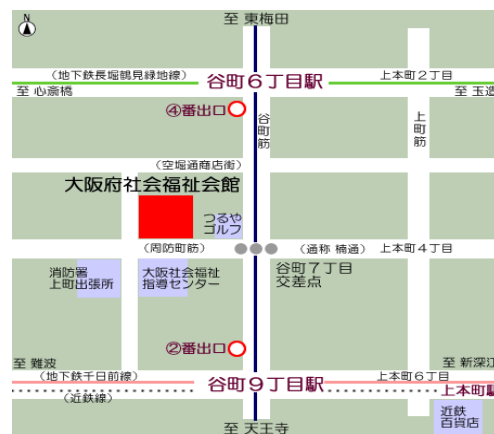 N
至 東梅田
(地下鉄長堀鶴見緑地線)
谷町6丁目駅
上本町2丁目
至 心斎橋
至 玉造
④番出口
谷町筋
上町筋
(空堀通商店街)
大阪府社会福祉会館
つるや
ゴルフ
(周防町筋)
(通称 楠通)
上本町4丁目
消防署
上町出張所
大阪社会福祉
指導センター
谷町7丁目
交差点
②番出口
至 難波
至 新深江
(地下鉄千日前線)
谷町9丁目駅
上本町6丁目
(近鉄線)
上本町駅
近鉄
百貨店
至 天王寺